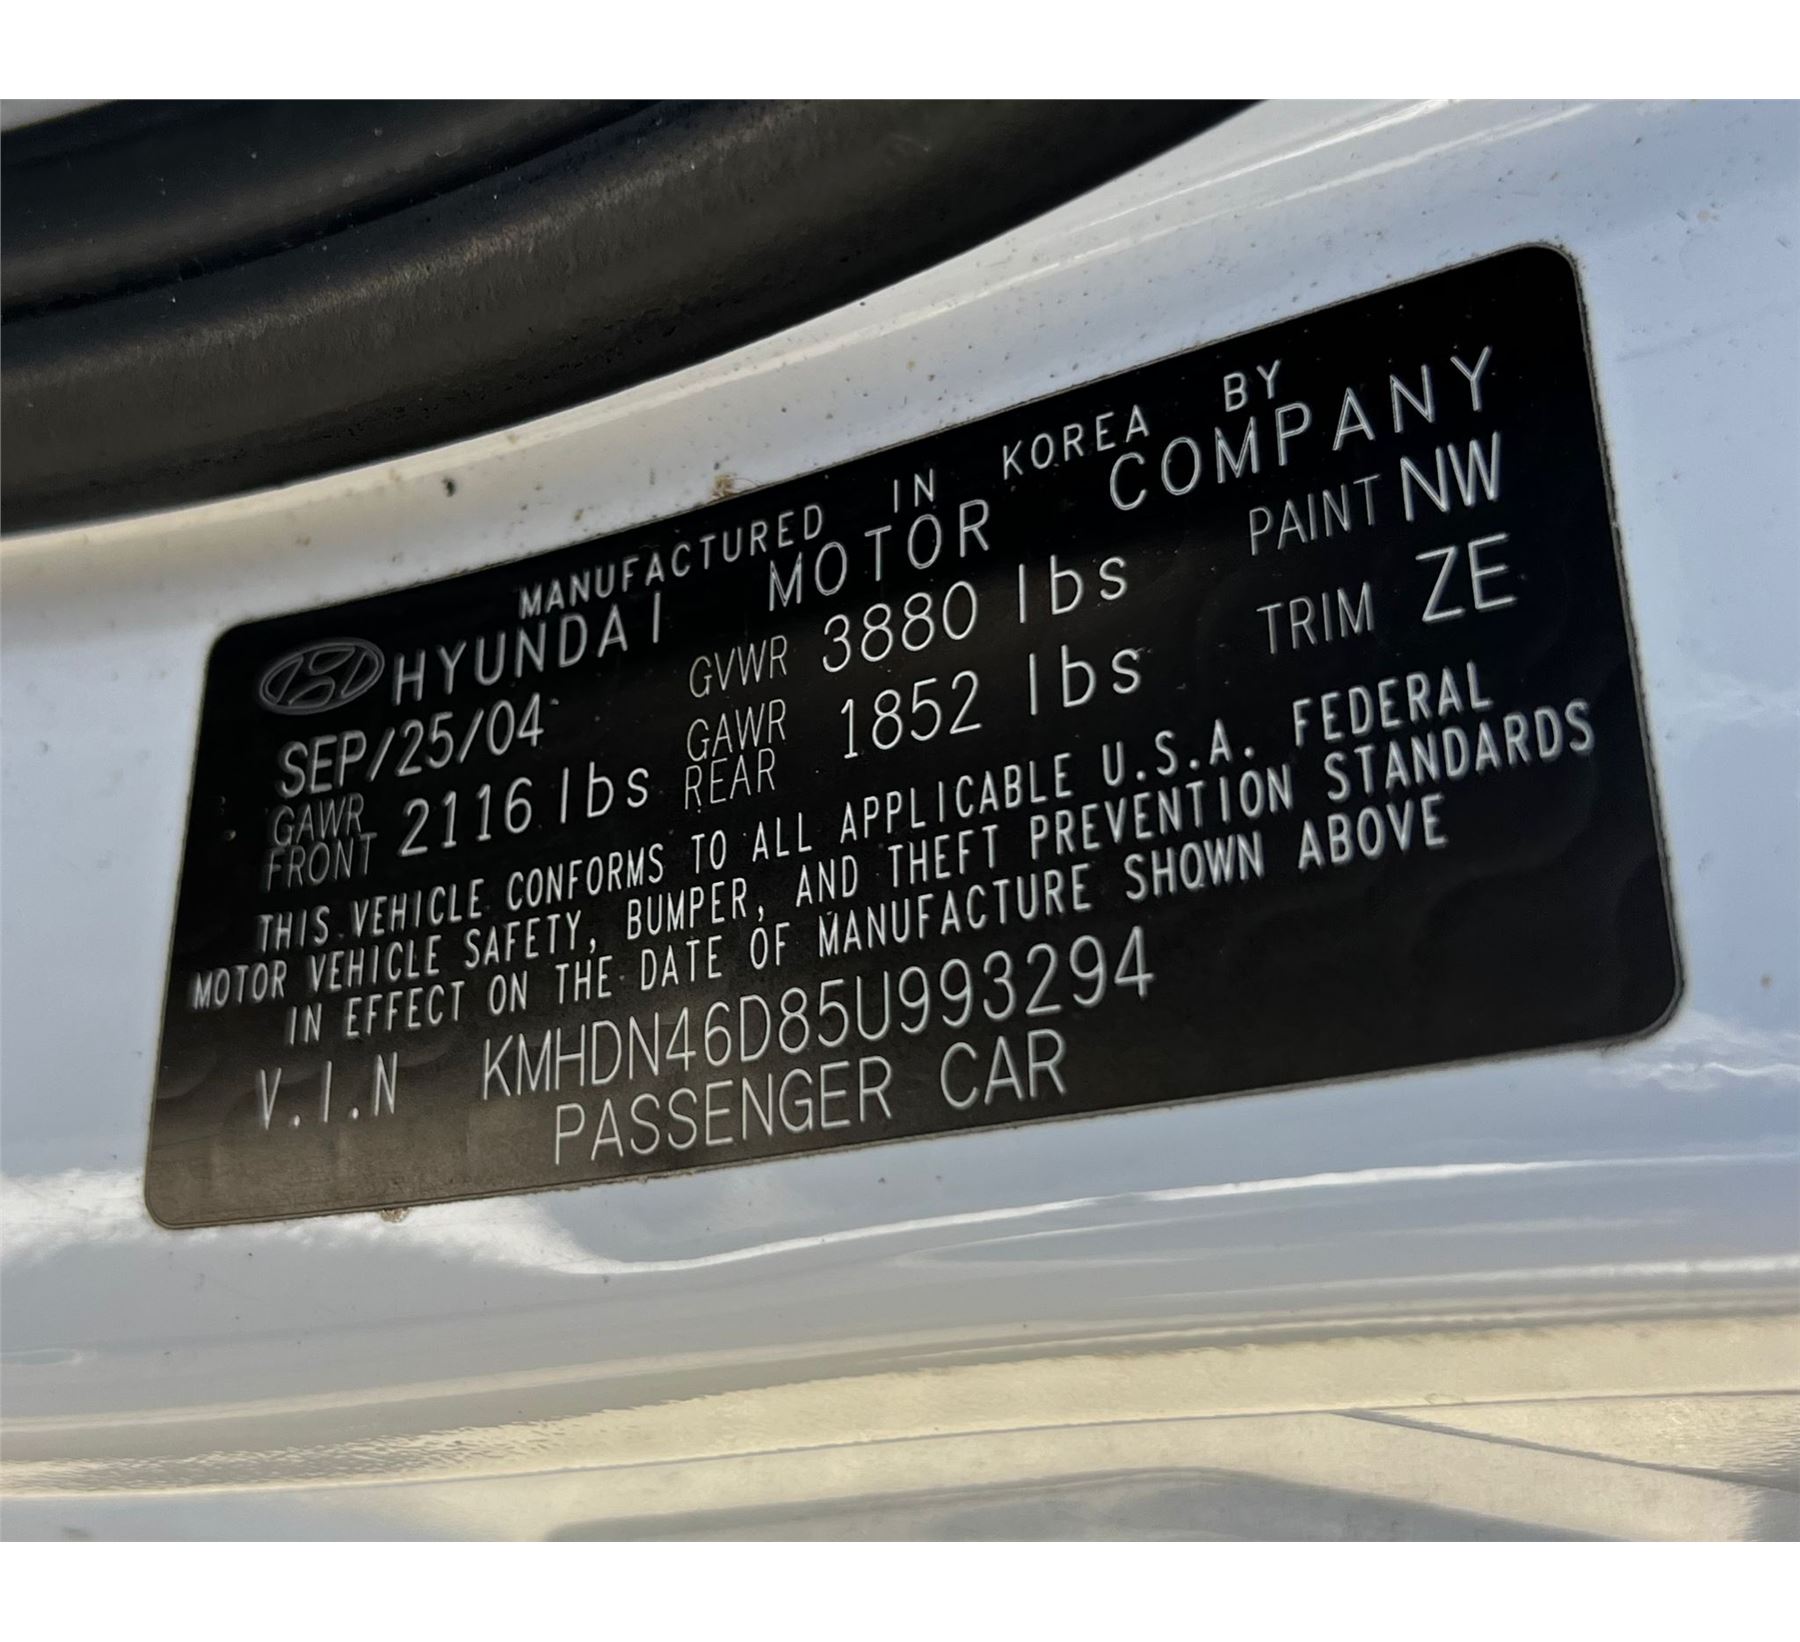 MANUFACTURED IN KOREA BY
HYUNDAI MOTOR COMPANY
SEP/25/04 GVWR 3880 lbs PAINT NW
GAWR FRONT 2116 lbs GAWR REAR 1852 lbs TRIM ZE
THIS VEHICLE CONFORMS TO ALL APPLICABLE U.S.A. FEDERAL
MOTOR VEHICLE SAFETY, BUMPER, AND THEFT PREVENTION STANDARDS
IN EFFECT ON THE DATE OF MANUFACTURE SHOWN ABOVE
V.I.N KMHDN46D85U993294
PASSENGER CAR